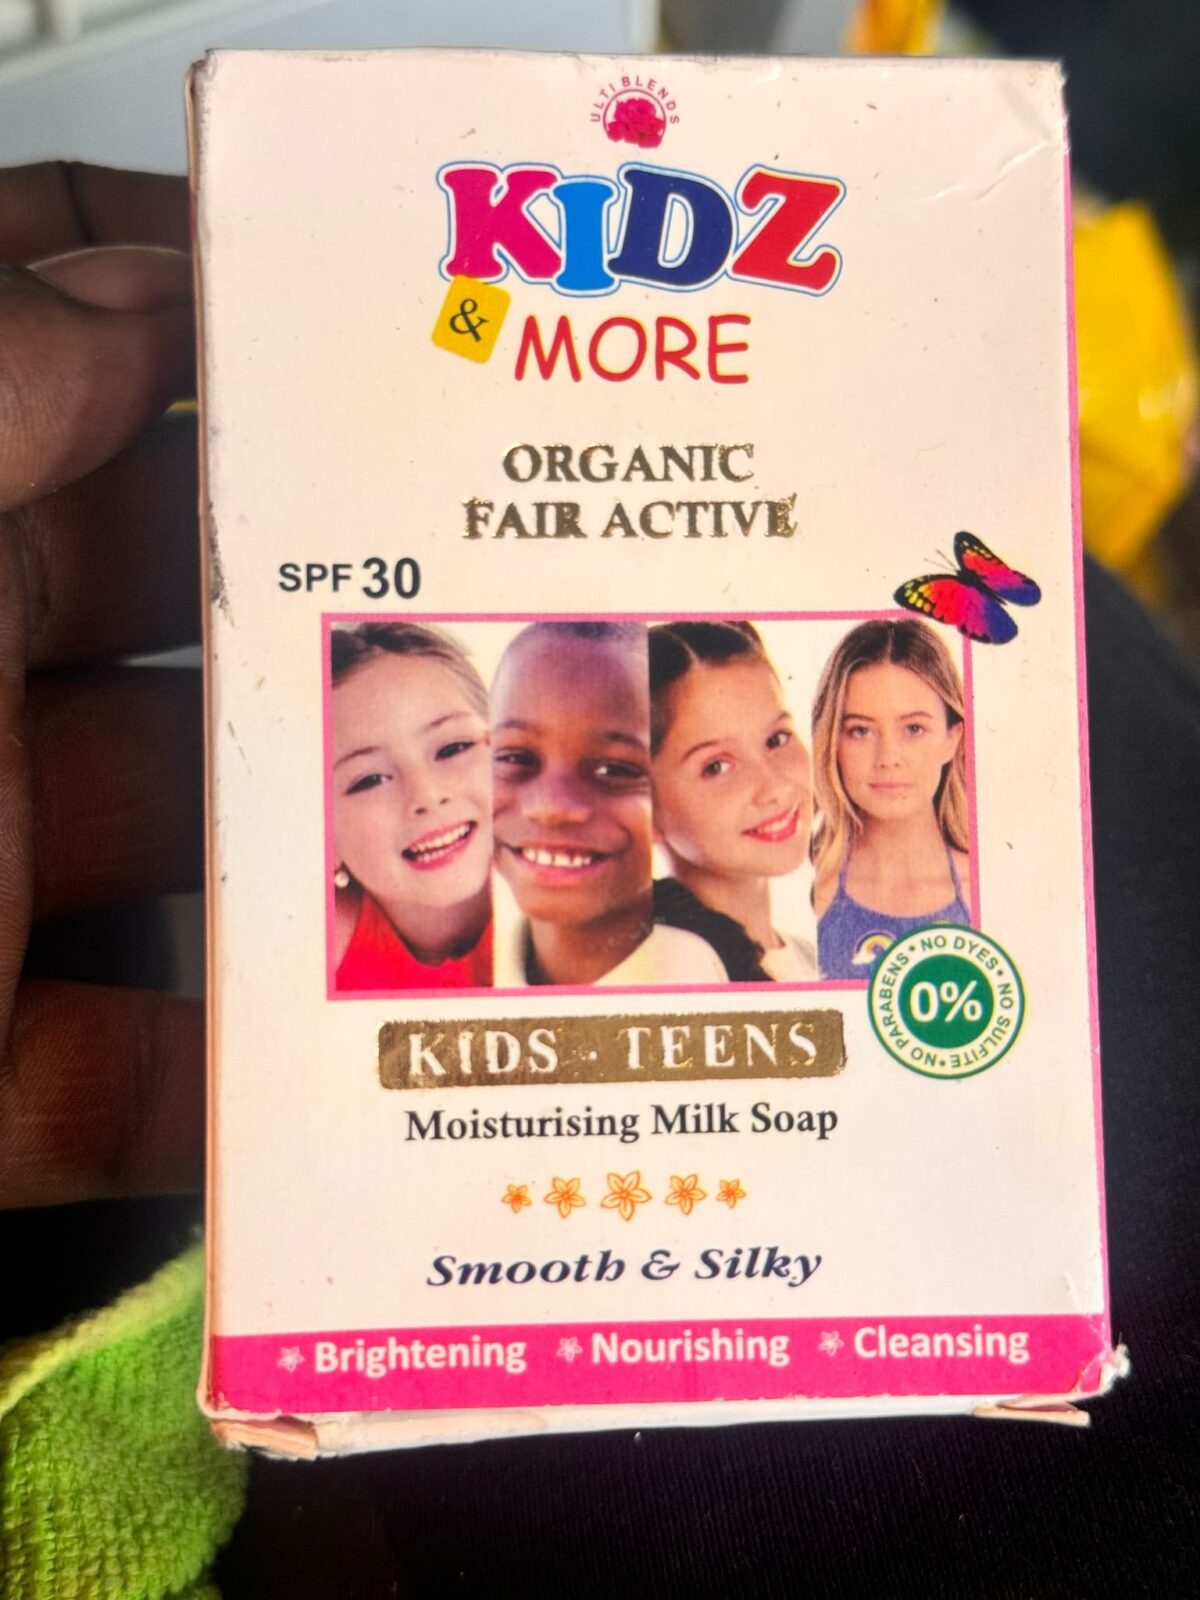 ULTI BLENDS
KIDZ
& MORE
ORGANIC
FAIR ACTIVE
SPF 30
NO PARABENS • NO DYES • NO SULFITE •
0%
KIDS - TEENS
Moisturising Milk Soap
Smooth & Silky
Brightening Nourishing Cleansing